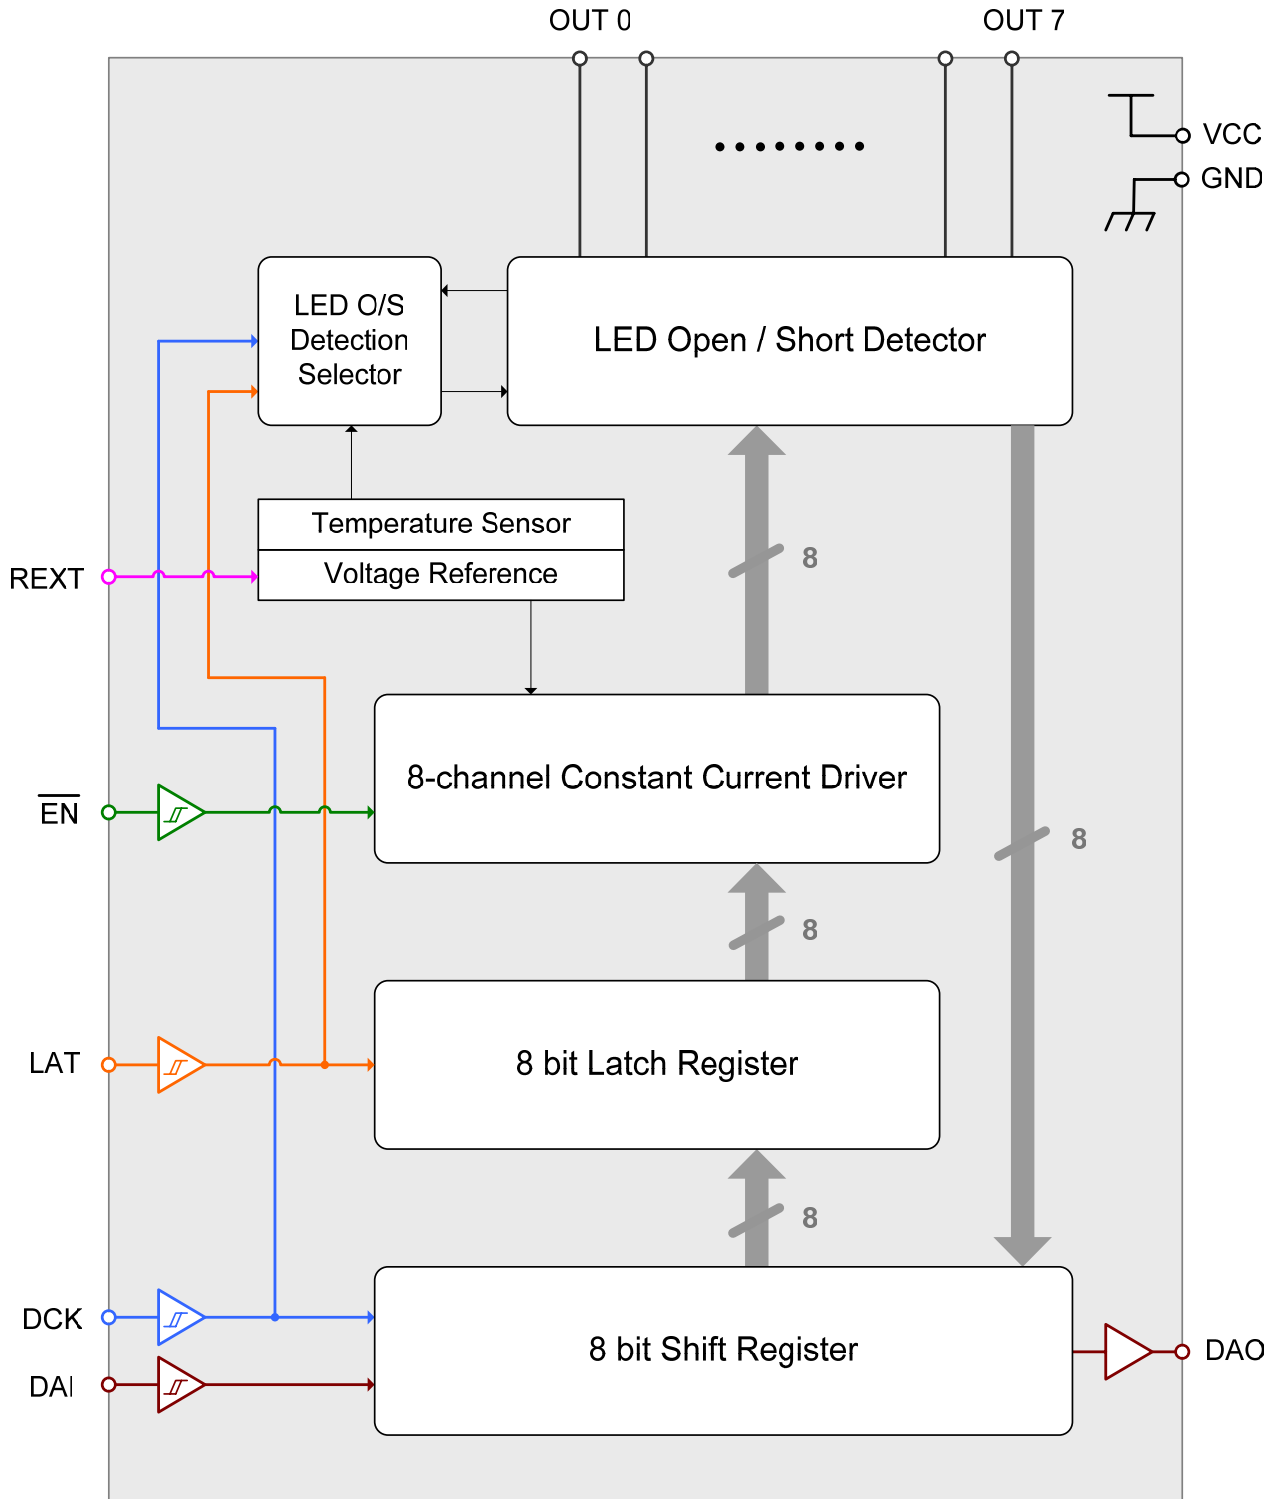 OUT 0
OUT 7
VCC
GND
LED O/S
Detection
Selector
LED Open / Short Detector
Temperature Sensor
Voltage Reference
REXT
8
8-channel Constant Current Driver
EN
8
8
8 bit Latch Register
LAT
8
8 bit Shift Register
DCK
DAI
DAO